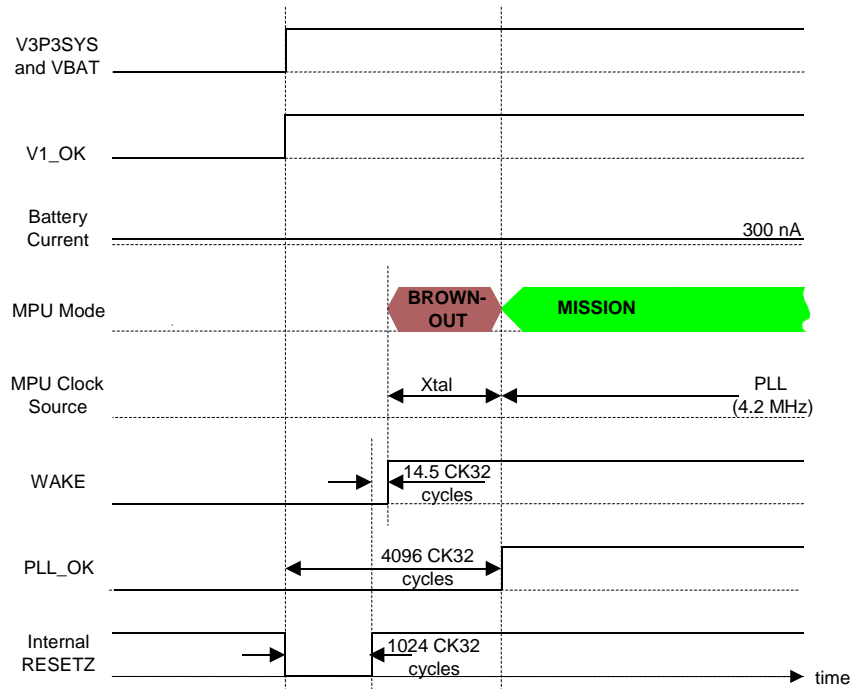 V3P3SYS
and VBAT
V1_OK
Battery
Current
300 nA
MPU Mode
BROWN-
OUT
MISSION
MPU Clock
Source
Xtal
PLL
(4.2 MHz)
WAKE
14.5 CK32
cycles
PLL_OK
4096 CK32
cycles
Internal
RESETZ
1024 CK32
cycles
time